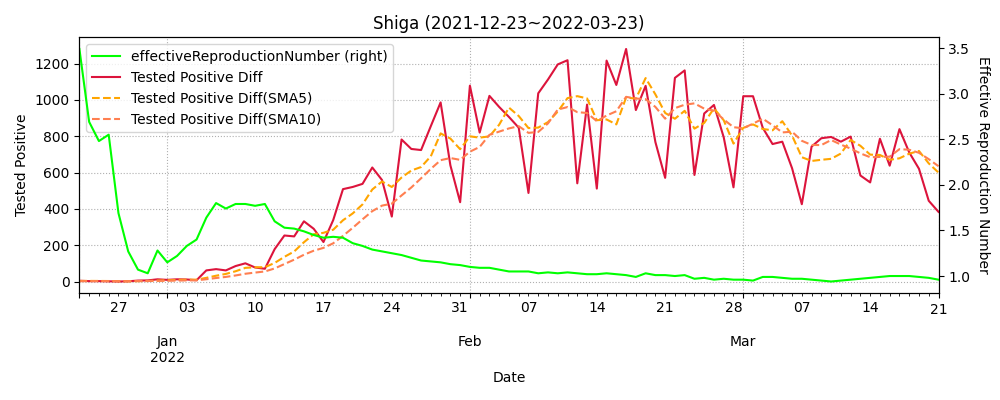 Shiga (2021-12-23~2022-03-23)
effectiveReproductionNumber (right)
Tested Positive Diff
Tested Positive Diff(SMA5)
Tested Positive Diff(SMA10)
Tested Positive
1200
1000
800
600
400
200
0
3.5
3.0
2.5
2.0
1.5
1.0
Effective Reproduction Number
27 03 10 17 24 31 07 14 21 28 07 14 21
Jan Feb Mar
2022
Date